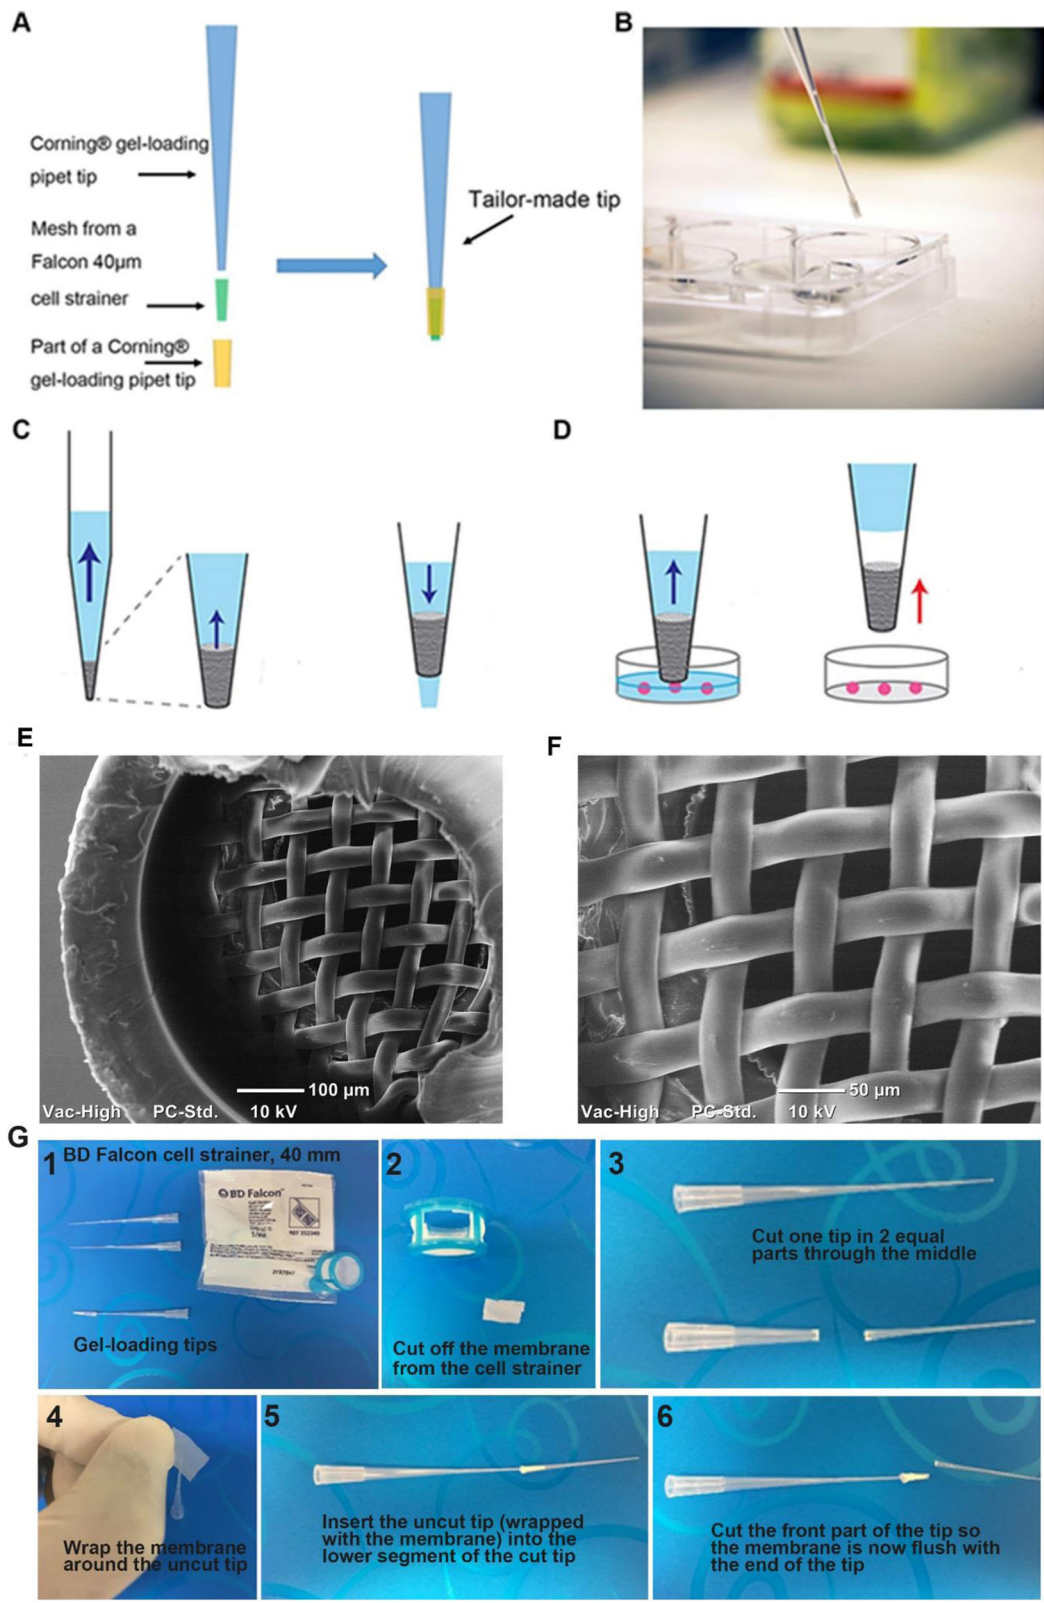 A
Corning® gel-loading
pipet tip
Mesh from a
Falcon 40µm
cell strainer
Part of a Corning®
gel-loading pipet tip
Tailor-made tip
B
C
D
E
100 µm
Vac-High PC-Std. 10 kV
F
50 µm
Vac-High PC-Std. 10 kV
G
1
BD Falcon cell strainer, 40 mm
BD Falcon
Gel-loading tips
2
Cut off the membrane
from the cell strainer
3
Cut one tip in 2 equal
parts through the middle
4
Wrap the membrane
around the uncut tip
5
Insert the uncut tip (wrapped
with the membrane) into the
lower segment of the cut tip
6
Cut the front part of the tip so
the membrane is now flush with
the end of the tip